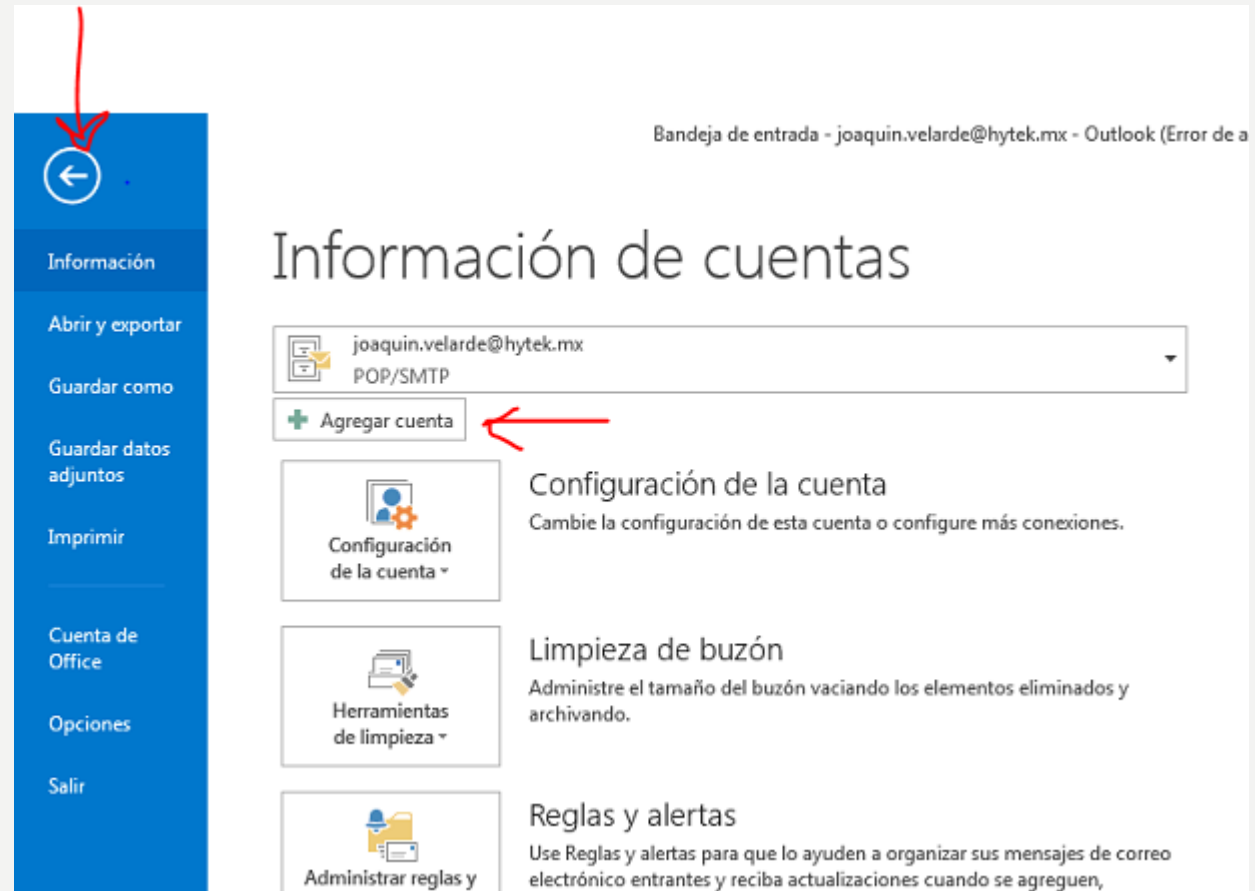 Bandeja de entrada - joaquin.velarde@hytek.mx - Outlook (Error de a
Información
Abrir y exportar
Guardar como
Guardar datos
adjuntos
Imprimir
Cuenta de
Office
Opciones
Salir
Información de cuentas
joaquin.velarde@hytek.mx
POP/SMTP
Agregar cuenta
Configuración
de la cuenta
Configuración de la cuenta
Cambie la configuración de esta cuenta o configure más conexiones.
Herramientas
de limpieza
Limpieza de buzón
Administre el tamaño del buzón vaciando los elementos eliminados y
archivando.
Administrar reglas y
Reglas y alertas
Use Reglas y alertas para que lo ayuden a organizar sus mensajes de correo
electrónico entrantes y reciba actualizaciones cuando se agreguen,